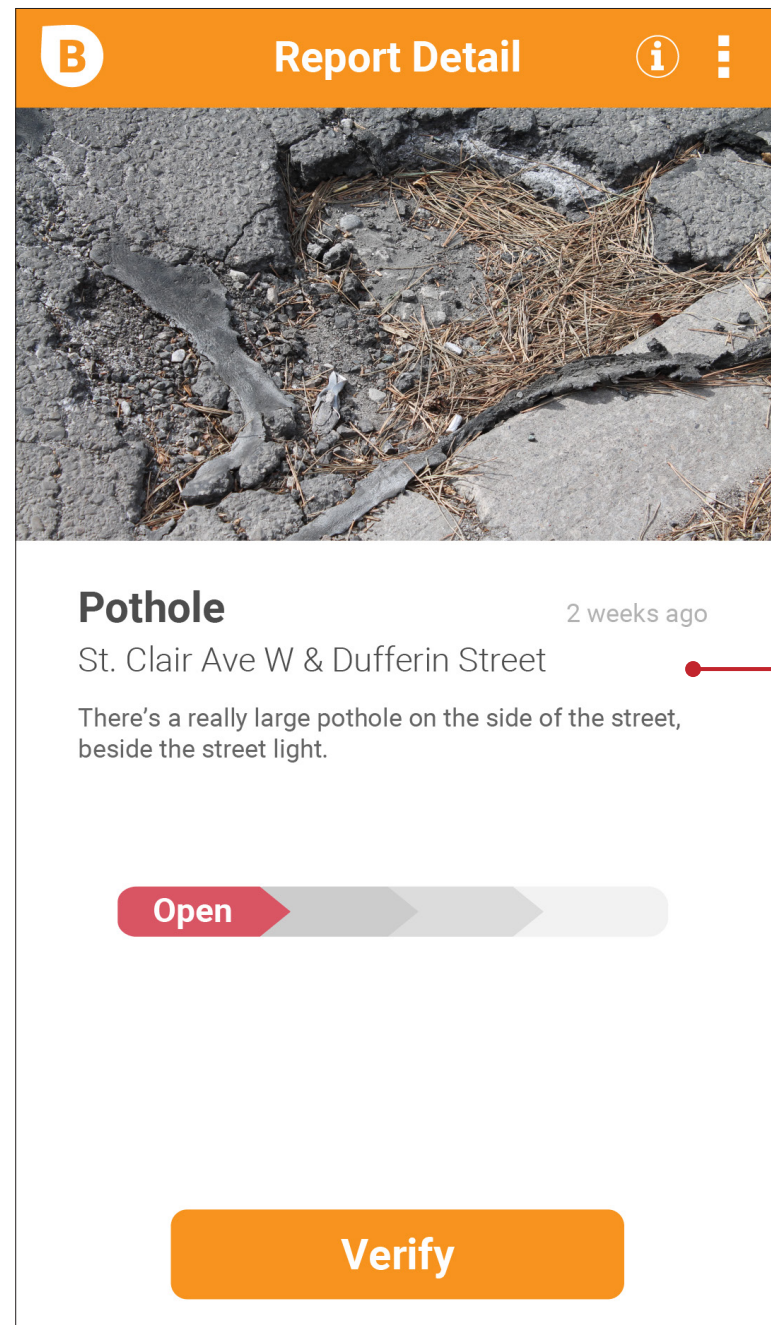 B
Report Detail
i
Pothole
2 weeks ago
St. Clair Ave W & Dufferin Street
There's a really large pothole on the side of the street,
beside the street light.
Open
Verify